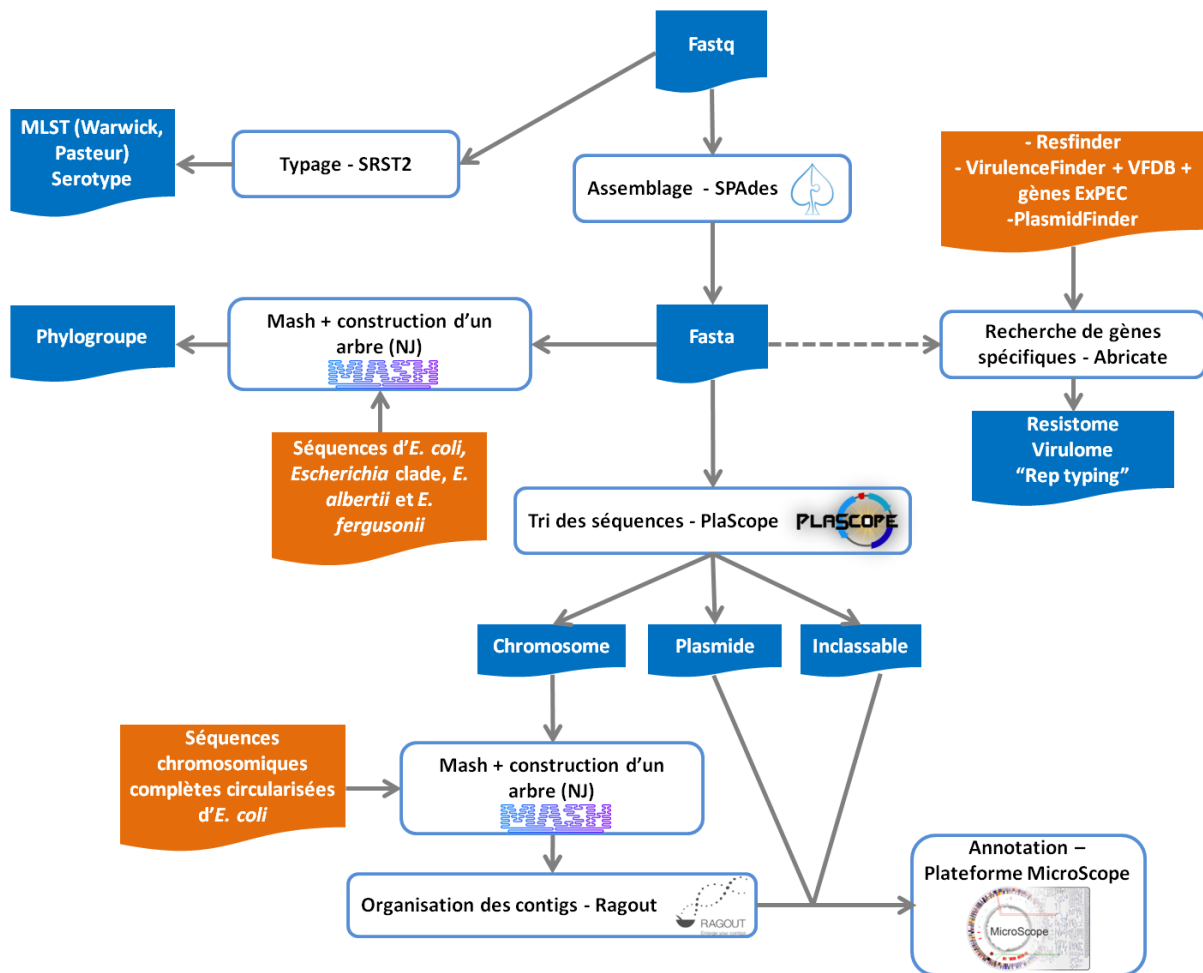 Fastq
MLST (Warwick,
Pasteur)
Serotype
Typage - SRST2
Assemblage - SPAdes
- Resfinder
- VirulenceFinder + VFDB +
gènes ExPEC
-PlasmidFinder
Phylogroupe
Mash + construction d’un
arbre (NJ)
MASH
Fasta
Recherche de gènes
spécifiques - Abricate
Séquences d’E. coli,
Escherichia clade, E.
albertii et E.
fergusonii
Resistome
Virulome
“Rep typing”
Tri des séquences - PlaScope
PLASCOPE
Chromosome
Plasmide
Inclassable
Séquences
chromosomiques
complètes circularisées
d’E. coli
Mash + construction d’un
arbre (NJ)
MASH
Organisation des contigs - Ragout
RAGOUT
Annotation –
Plateforme MicroScope
MicroScope